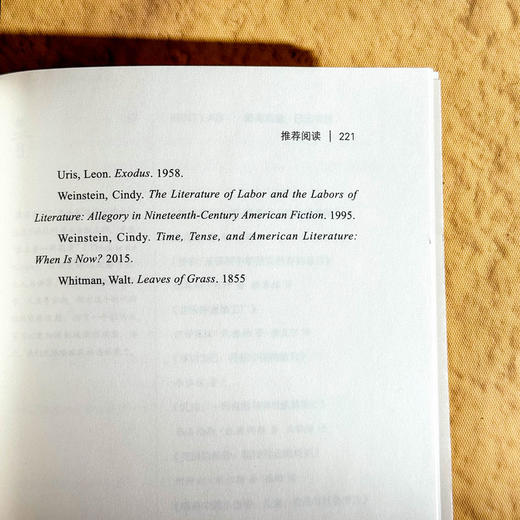 推荐阅读 | 221
Uris, Leon. Exodus. 1958.
Weinstein, Cindy. The Literature of Labor and the Labors of
Literature: Allegory in Nineteenth-Century American Fiction. 1995.
Weinstein, Cindy. Time, Tense, and American Literature:
When Is Now? 2015.
Whitman, Walt. Leaves of Grass. 1855